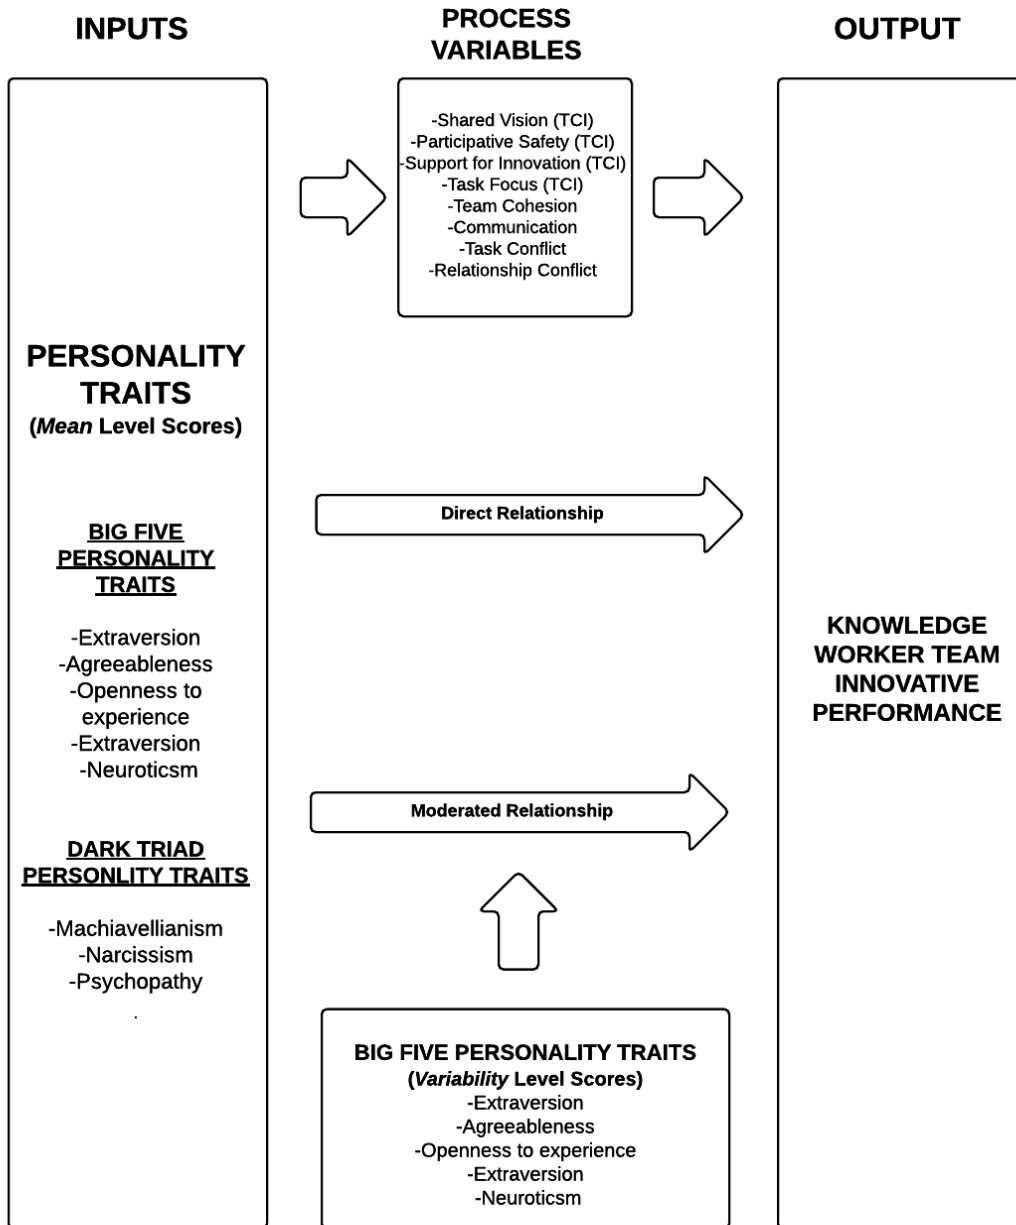 INPUTS
PROCESS
VARIABLES
OUTPUT
-Shared Vision (TCI)
-Participative Safety (TCI)
-Support for Innovation (TCI)
-Task Focus (TCI)
-Team Cohesion
-Communication
-Task Conflict
-Relationship Conflict
PERSONALITY
TRAITS
(Mean Level Scores)
BIG FIVE
PERSONALITY
TRAITS
-Extraversion
-Agreeableness
-Openness to
experience
-Extraversion
-Neuroticsm
DARK TRIAD
PERSONLITY TRAITS
-Machiavellianism
-Narcissism
-Psychopathy
.
Direct Relationship
Moderated Relationship
BIG FIVE PERSONALITY TRAITS
(Variability Level Scores)
-Extraversion
-Agreeableness
-Openness to experience
-Extraversion
-Neuroticsm
KNOWLEDGE
WORKER TEAM
INNOVATIVE
PERFORMANCE